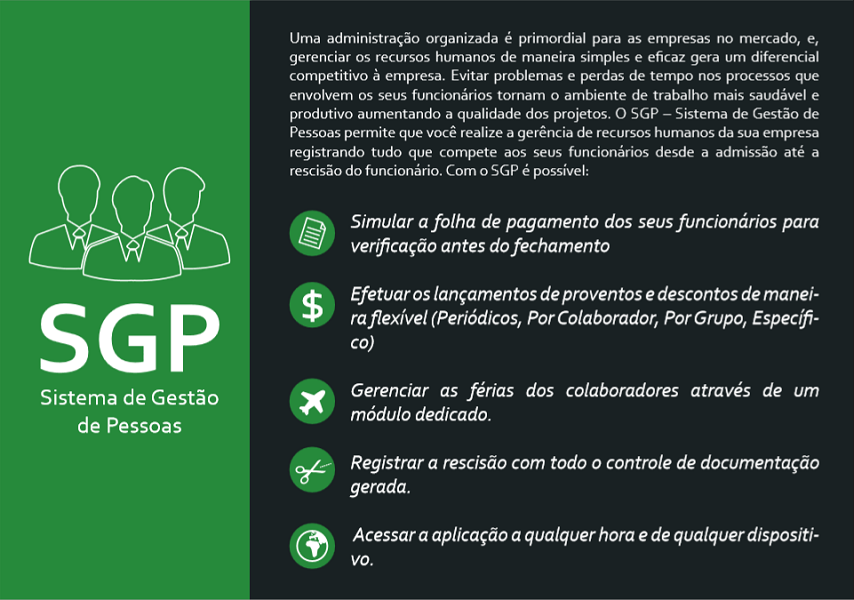 SGP
Sistema de Gestão
de Pessoas
Uma administração organizada é primordial para as empresas no mercado, e,
gerenciar os recursos humanos de maneira simples e eficaz gera um diferencial
competitivo à empresa. Evitar problemas e perdas de tempo nos processos que
envolvem os seus funcionários tornam o ambiente de trabalho mais saudável e
produtivo aumentando a qualidade dos projetos. O SGP – Sistema de Gestão de
Pessoas permite que você realize a gerência de recursos humanos da sua empresa
registrando tudo que compete aos seus funcionários desde a admissão até a
rescisão do funcionário. Com o SGP é possível:
Simular a folha de pagamento dos seus funcionários para
verificação antes do fechamento
$
Efetuar os lançamentos de proventos e descontos de manei-
ra flexível (Periódicos, Por Colaborador, Por Grupo, Específi-
co)
Gerenciar as férias dos colaboradores através de um
módulo dedicado.
Registrar a rescisão com todo o controle de documentação
gerada.
Acessar a aplicação a qualquer hora e de qualquer dispositi-
vo.